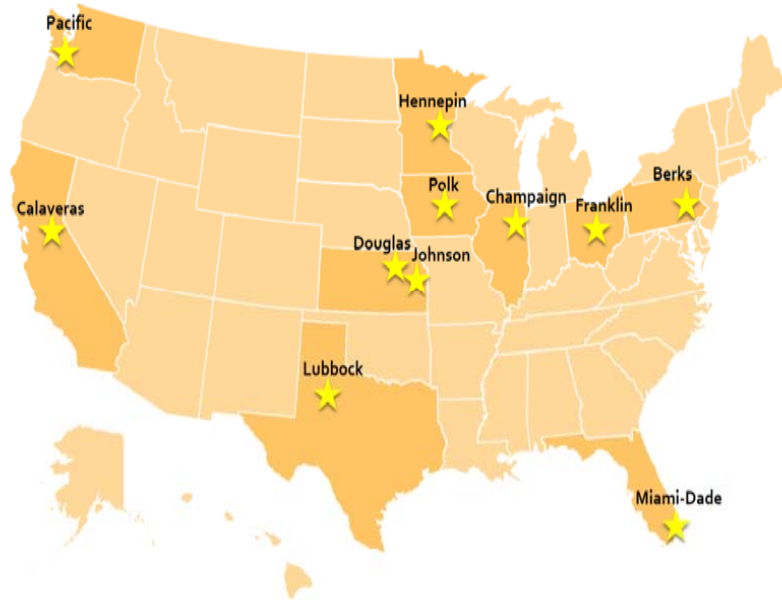 Pacific
Hennepin
Berks
Polk
Champaign
Franklin
Calaveras
Douglas
Johnson
Lubbock
Miami-Dade